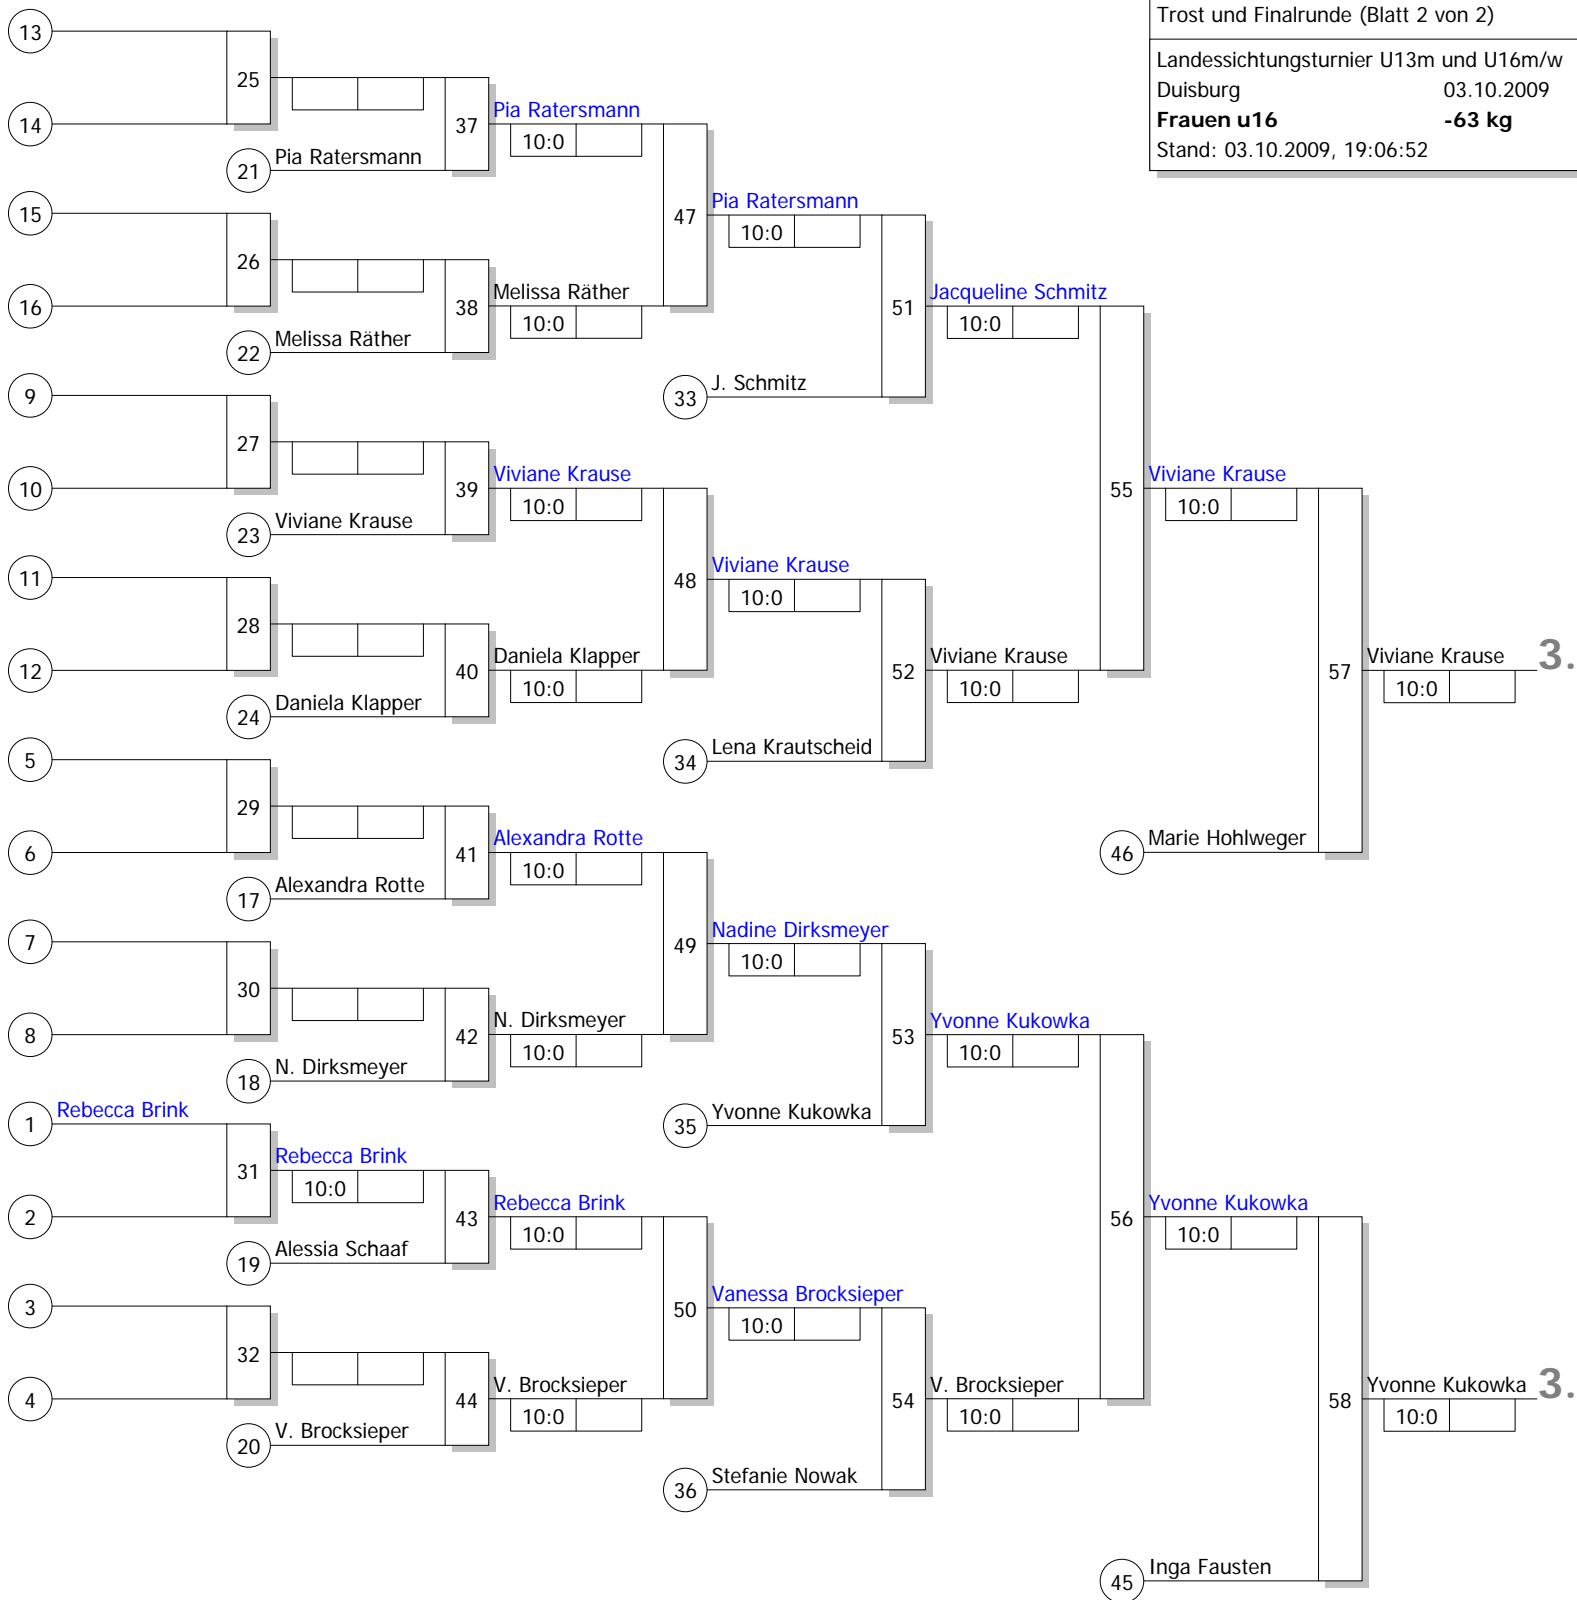 Trost und Finalrunde (Blatt 2 von 2)
Landessichtungsturnier U13m und U16m/w
Duisburg 03.10.2009
Frauen u16 -63 kg
Stand: 03.10.2009, 19:06:52
13
25
14
37
Pia Ratersmann
10:0
21 Pia Ratersmann
15
47
Pia Ratersmann
10:0
26
16
38
Melissa Räther
10:0
22 Melissa Räther
51
Jacqueline Schmitz
10:0
33 J. Schmitz
9
27
10
39
Viviane Krause
10:0
23 Viviane Krause
55
Viviane Krause
10:0
11
48
Viviane Krause
10:0
28
12
40
Daniela Klapper
10:0
24 Daniela Klapper
52
Viviane Krause
10:0
57
Viviane Krause
10:0
3.
34 Lena Krautscheid
5
29
6
41
Alexandra Rotte
10:0
46 Marie Hohlweger
17 Alexandra Rotte
7
49
Nadine Dirksmeyer
10:0
30
8
42
N. Dirksmeyer
10:0
18 N. Dirksmeyer
53
Yvonne Kukowka
10:0
35 Yvonne Kukowka
1 Rebecca Brink
31
Rebecca Brink
10:0
2
43
Rebecca Brink
10:0
19 Alessia Schaaf
56
Yvonne Kukowka
10:0
3
50
Vanessa Brocksieper
10:0
32
4
44
V. Brocksieper
10:0
20 V. Brocksieper
54
V. Brocksieper
10:0
58
Yvonne Kukowka
10:0
3.
36 Stefanie Nowak
45 Inga Fausten